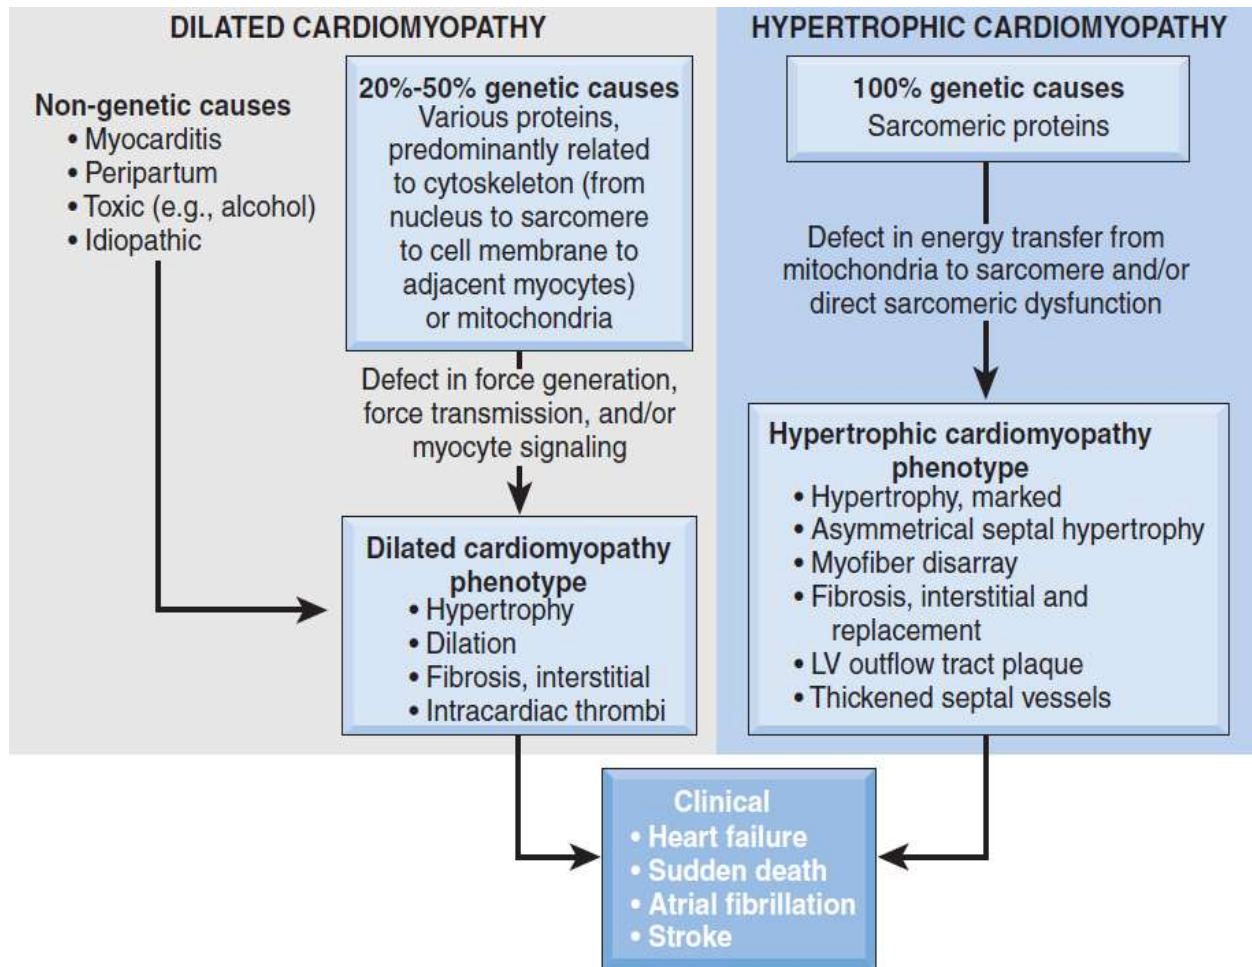 DILATED CARDIOMYOPATHY
Non-genetic causes
• Myocarditis
• Peripartum
• Toxic (e.g., alcohol)
• Idiopathic
20%-50% genetic causes
Various proteins,
predominantly related
to cytoskeleton (from
nucleus to sarcomere
to cell membrane to
adjacent myocytes)
or mitochondria
Defect in force generation,
force transmission, and/or
myocyte signaling
Dilated cardiomyopathy
phenotype
• Hypertrophy
• Dilation
• Fibrosis, interstitial
• Intracardiac thrombi
HYPERTROPHIC CARDIOMYOPATHY
100% genetic causes
Sarcomeric proteins
Defect in energy transfer from
mitochondria to sarcomere and/or
direct sarcomeric dysfunction
Hypertrophic cardiomyopathy
phenotype
• Hypertrophy, marked
• Asymmetrical septal hypertrophy
• Myofiber disarray
• Fibrosis, interstitial and
replacement
• LV outflow tract plaque
• Thickened septal vessels
Clinical
• Heart failure
• Sudden death
• Atrial fibrillation
• Stroke